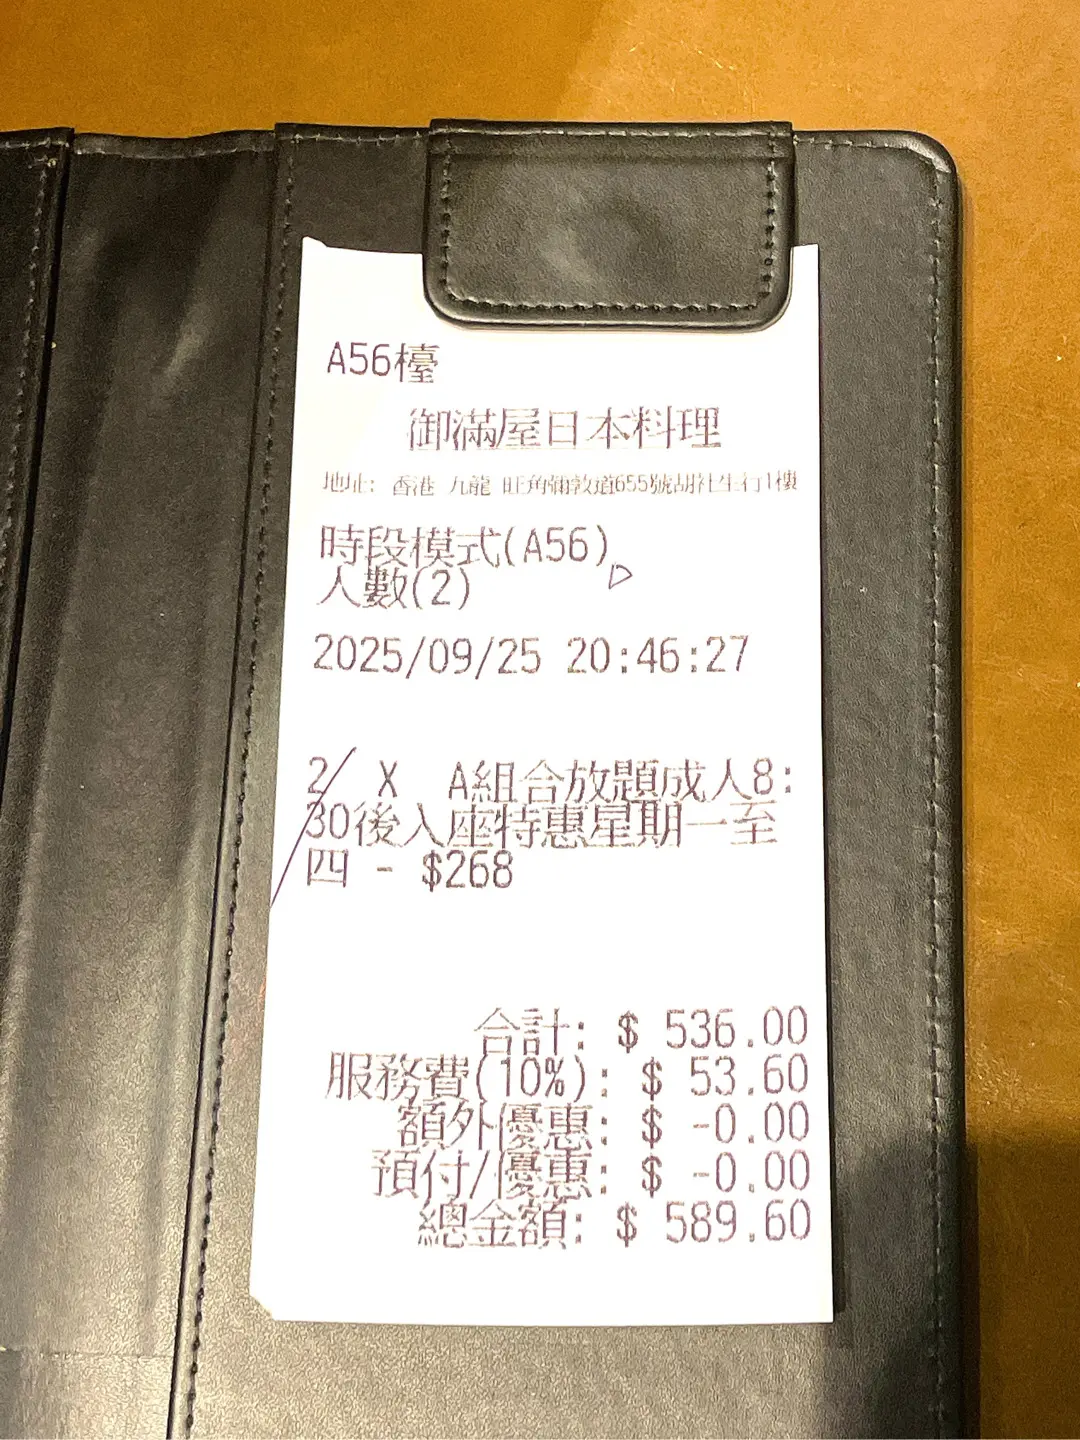 A56檯
御滿屋日本料理
地址: 香港 九龍 旺角彌敦道655號胡社生行1樓
時段模式(A56)
人數(2)
2025/09/25 20:46:27
2 X A組合放題成人8:
30後入座特惠星期一至
四 - $268
合計: $ 536.00
服務費(10%): $ 53.60
額外優惠: $ -0.00
預付/優惠: $ -0.00
總金額: $ 589.60